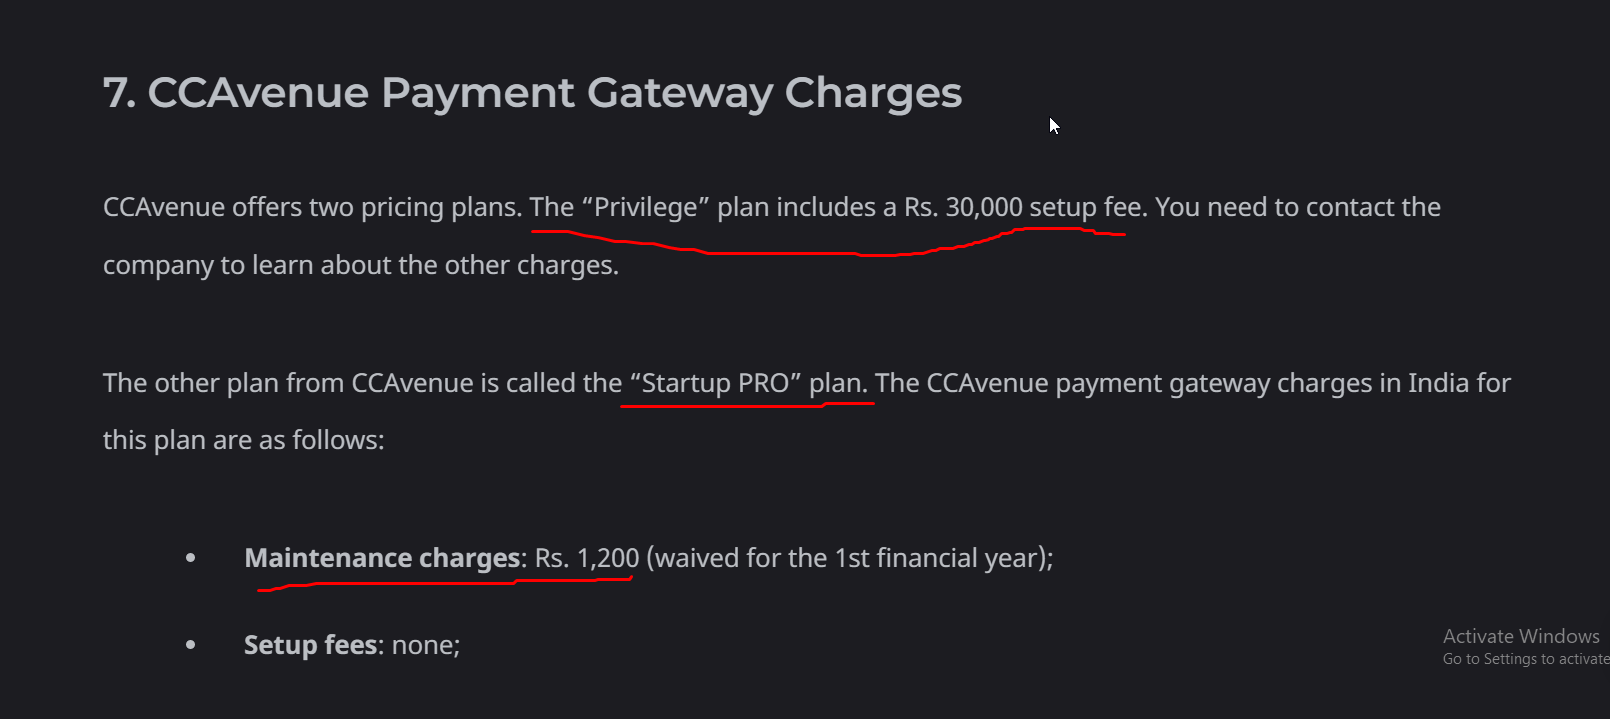 7. CCAvenue Payment Gateway Charges
CCAvenue offers two pricing plans. The “Privilege” plan includes a Rs. 30,000 setup fee. You need to contact the
company to learn about the other charges.
The other plan from CCAvenue is called the “Startup PRO” plan. The CCAvenue payment gateway charges in India for
this plan are as follows:
• Maintenance charges: Rs. 1,200 (waived for the 1st financial year);
• Setup fees: none;
Activate Windows
Go to Settings to activate